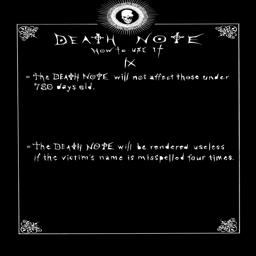 DEATH NOTE
HOW TO USE IT
IX
- The DEATH NOTE will not affect those under
780 days old.
- The DEATH NOTE will be rendered useless
if the victim's name is misspelled four times.